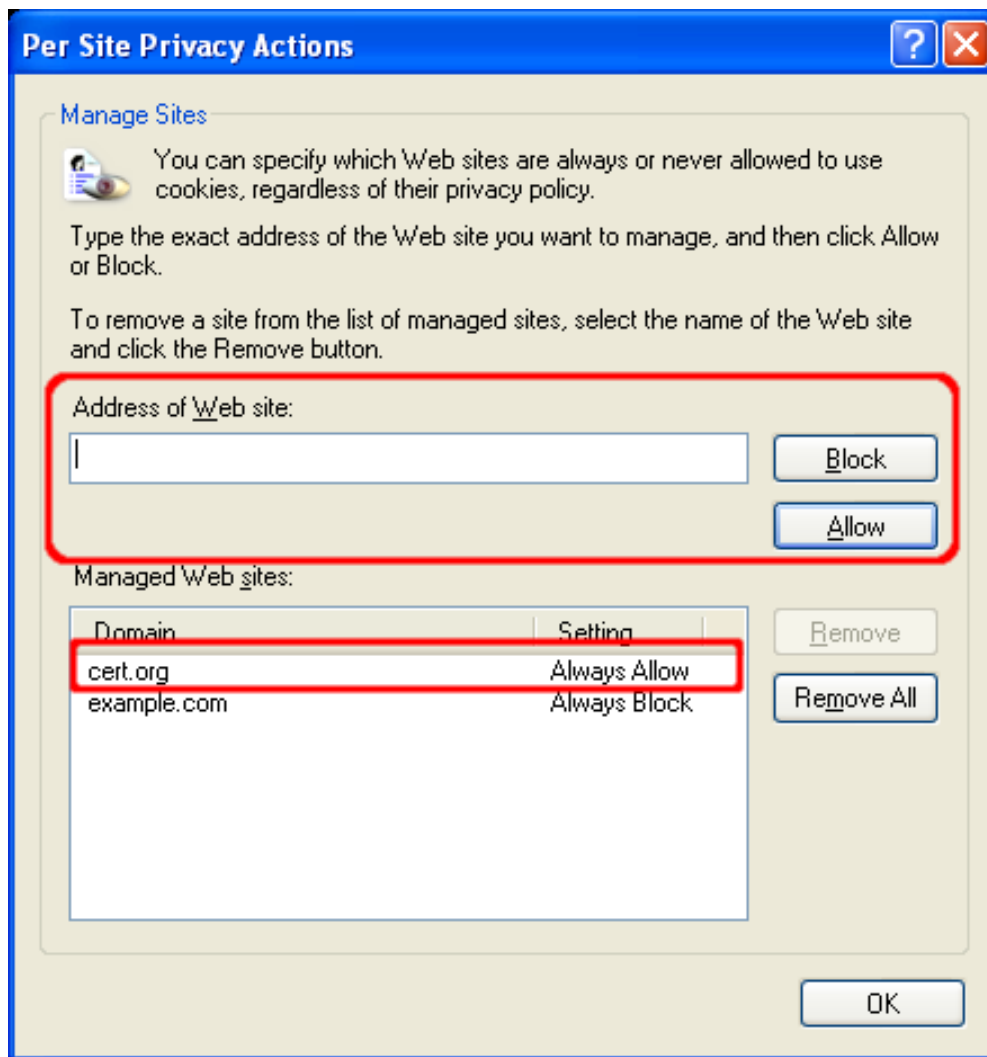 Per Site Privacy Actions
Manage Sites
You can specify which Web sites are always or never allowed to use
cookies, regardless of their privacy policy.
Type the exact address of the Web site you want to manage, and then click Allow
or Block.
To remove a site from the list of managed sites, select the name of the Web site
and click the Remove button.
Address of Web site:
Block
Allow
Managed Web sites:
Domain Setting
Remove
cert.org Always Allow
example.com Always Block
Remove All
OK